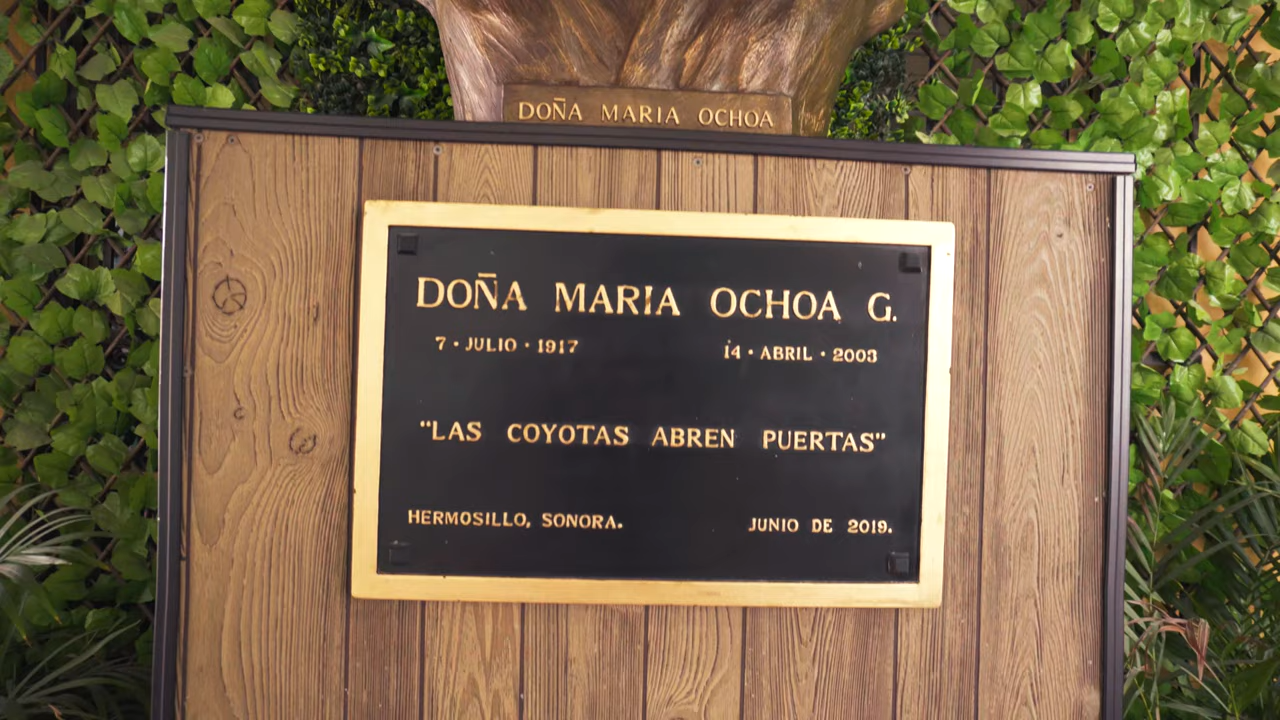 DOÑA MARIA OCHOA
DOÑA MARIA OCHOA G.
7 · JULIO · 1917 14 · ABRIL · 2003
"LAS COYOTAS ABREN PUERTAS"
HERMOSILLO, SONORA. JUNIO DE 2019.